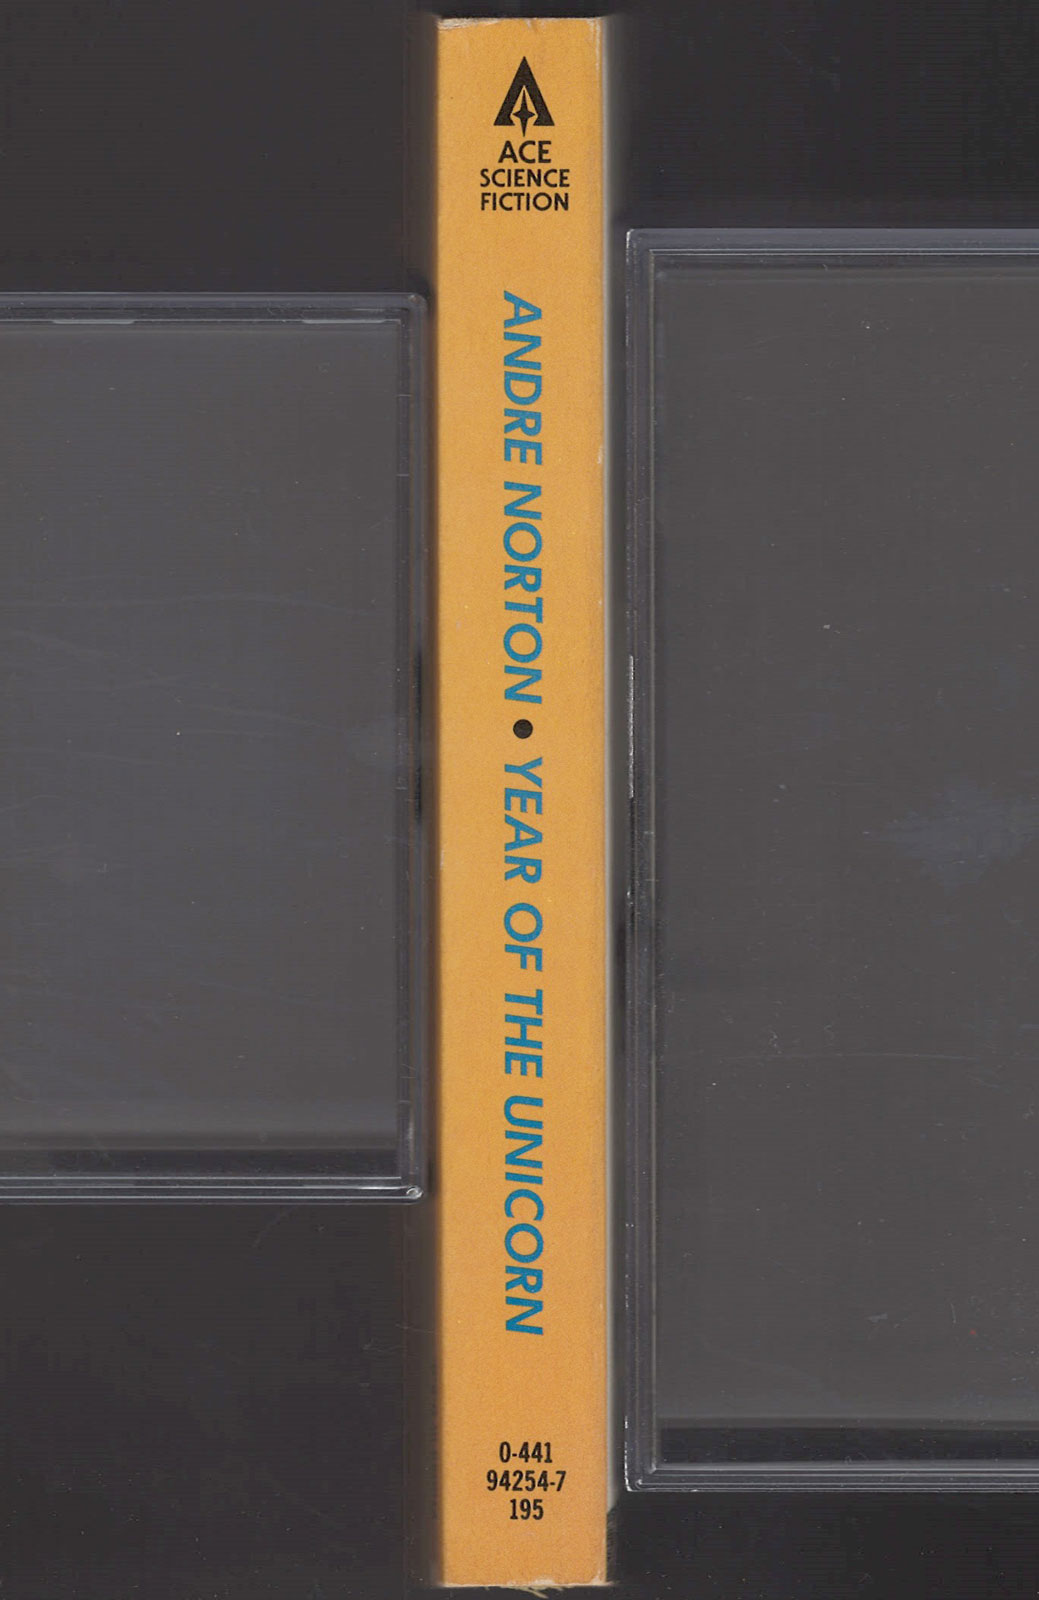 ACE
SCIENCE
FICTION
ANDRE NORTON • YEAR OF THE UNICORN
0-441
94254-7
195